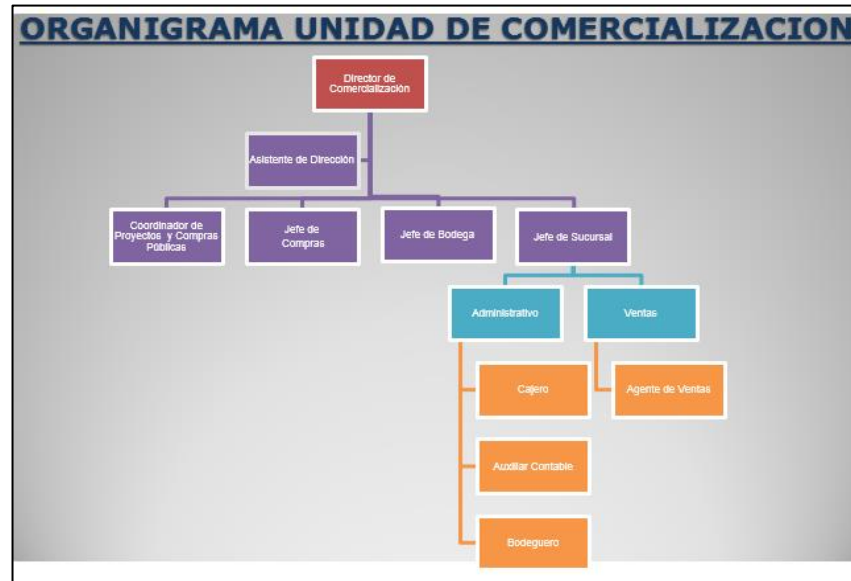 ORGANIGRAMA UNIDAD DE COMERCIALIZACION
Director de
Comercialización
Asistente de Dirección
Coordinador de
Proyectos y Compras
Públicas
Jefe de
Compras
Jefe de Bodega
Jefe de Sucursal
Administrativo
Ventas
Cajero
Agente de Ventas
Auxiliar Contable
Bodeguero